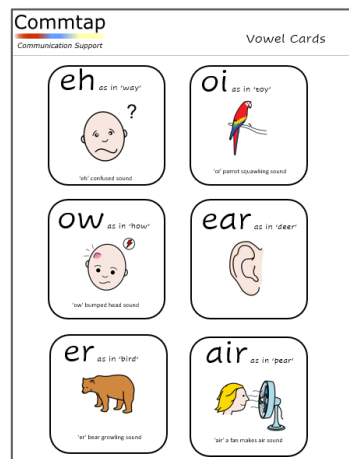 Commtap
Communication Support
Vowel Cards
eh as in 'way'
?
'eh' confused sound
oi as in 'toy'
'oi' parrot squawking sound
ow as in 'how'
'ow' bumped head sound
ear as in 'deer'
er as in 'bird'
'er' bear growling sound
air as in 'pear'
'air' a fan makes air sound